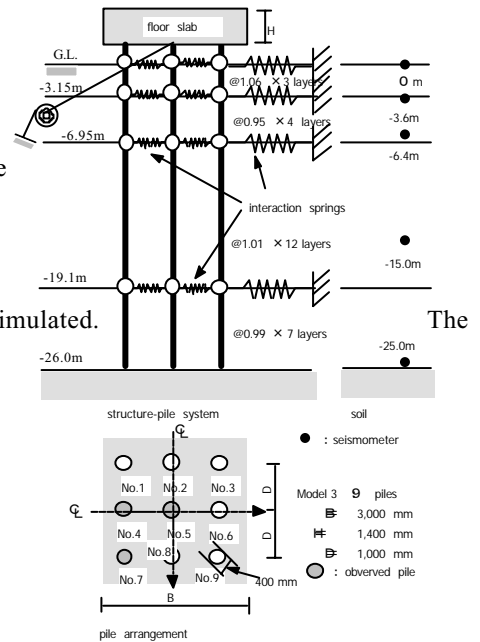 floor slab
H
G.L.
@1.06 × 3 layers
0 m
-3.15m
@0.95 × 4 layers
-3.6m
-6.95m
-6.4m
e
interaction springs
@1.01 × 12 layers
-15.0m
-19.1m
imulated.
The
@0.99 × 7 layers
-25.0m
-26.0m
structure-pile system
soil
℄
: seismometer
No.1 No.2 No.3
D
Model 3 9 piles
℄
B= 3,000 mm
No.4 No.5 No.6
H= 1,400 mm
D
No.8
D= 1,000 mm
No.7 No.9
400 mm
: obverved pile
B
pile arrangement